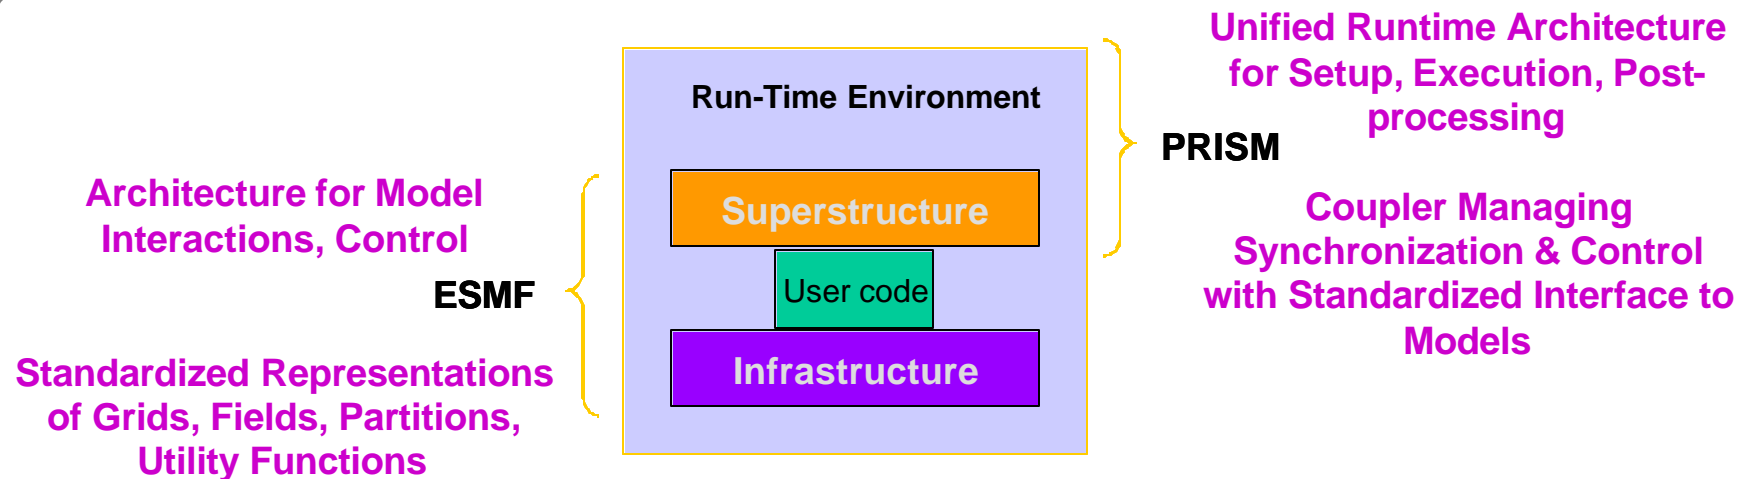 Architecture for Model
Interactions, Control
ESMF
Standardized Representations
of Grids, Fields, Partitions,
Utility Functions
Run-Time Environment
Superstructure
User code
Infrastructure
Unified Runtime Architecture
for Setup, Execution, Post-
processing
PRISM
Coupler Managing
Synchronization & Control
with Standardized Interface to
Models